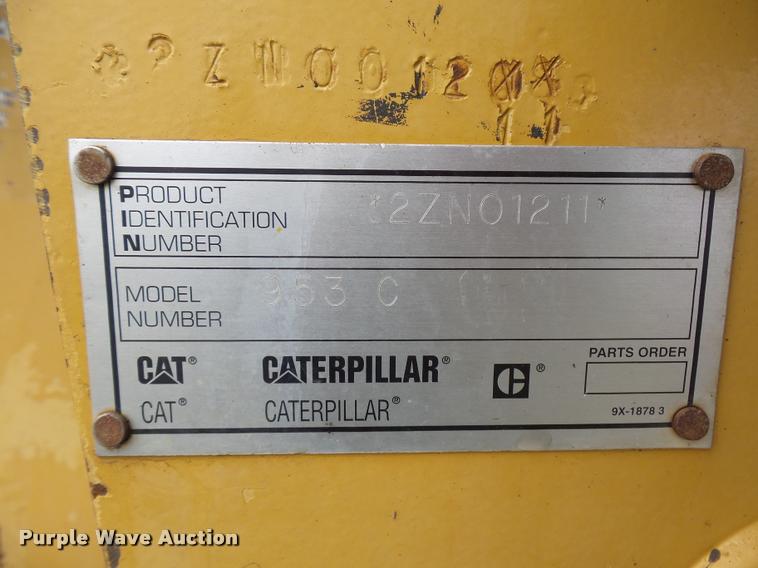 11
PRODUCT
IDENTIFICATION
NUMBER
*2ZN01211*
MODEL
NUMBER
953 C
CAT®
CATERPILLAR®
C®
PARTS ORDER
CAT®
CATERPILLAR®
9X-1878 3
Purple Wave Auction